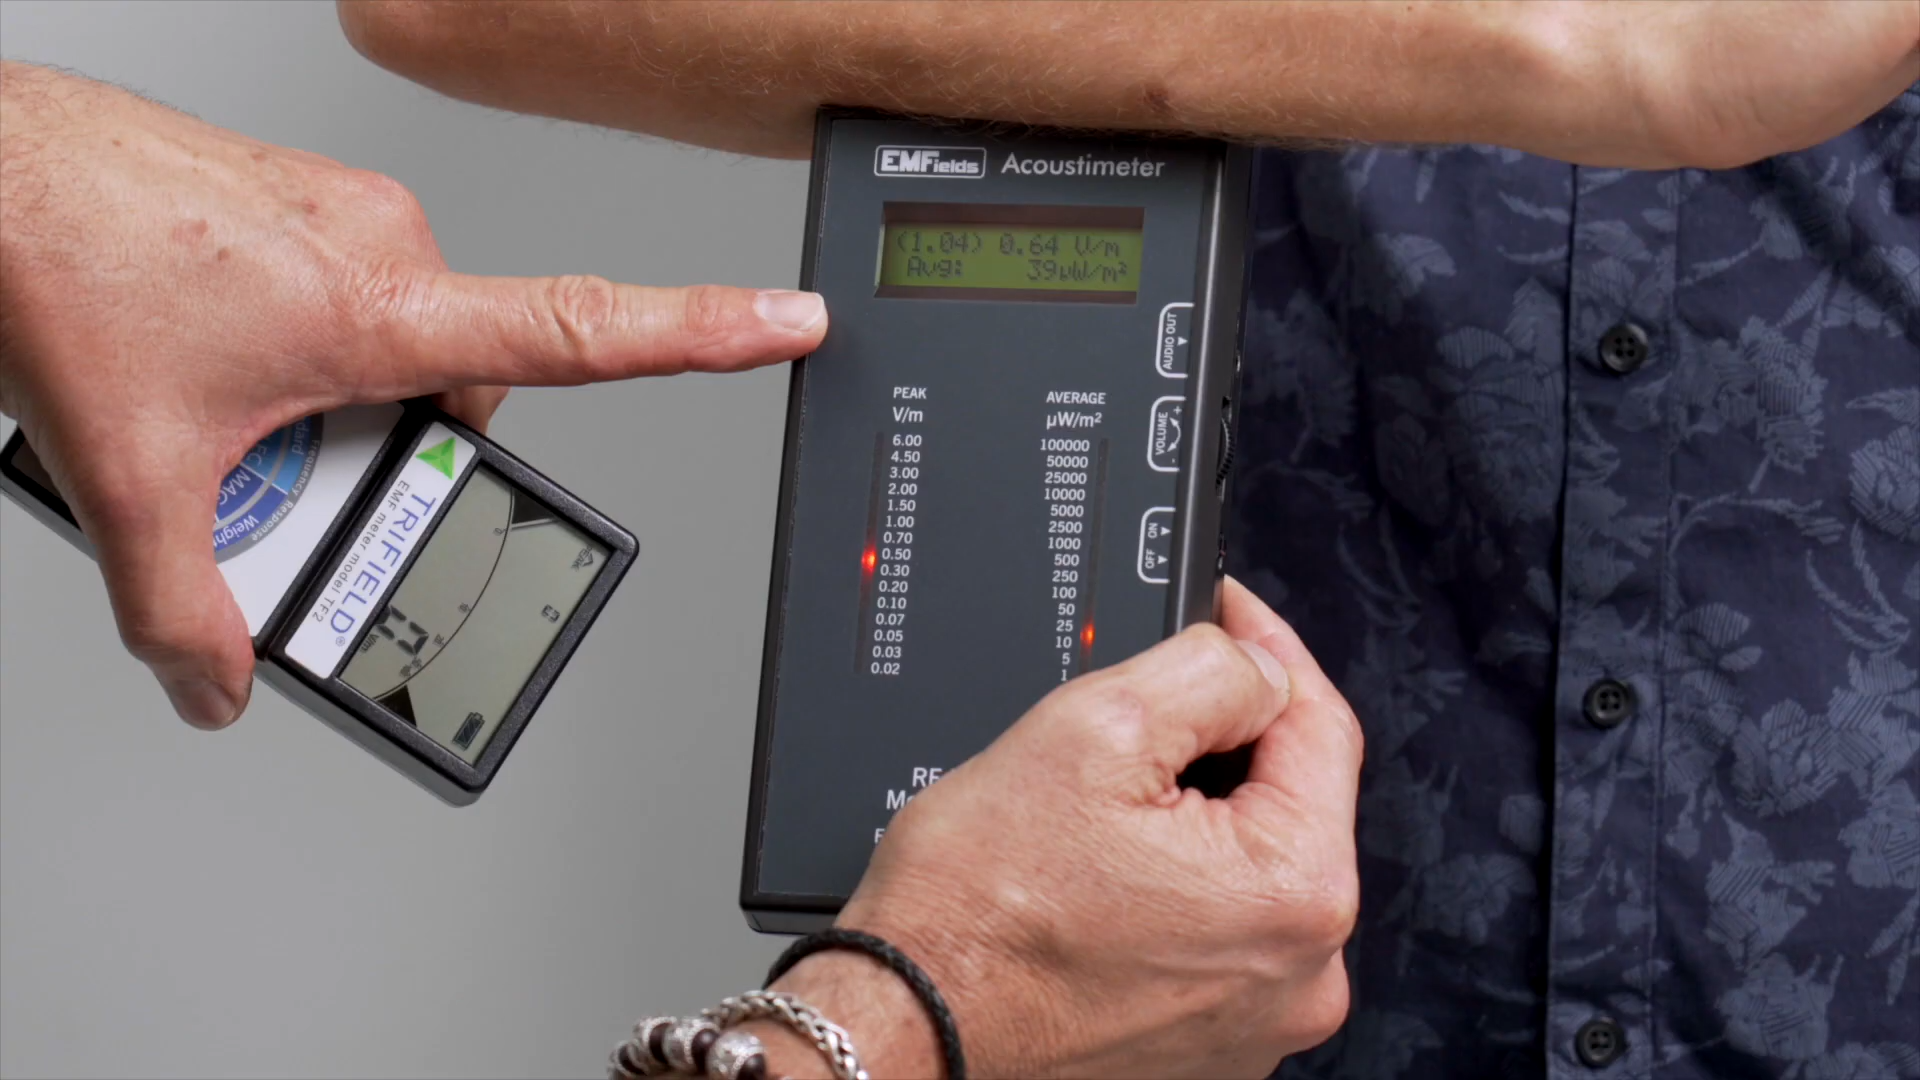 EMFields Acoustimeter
(1.04) 0.64 V/m
Avg: 39µW/m²
AUDIO OUT
VOLUME
- +
OFF ON
PEAK
V/m
6.00
4.50
3.00
2.00
1.50
1.00
0.70
0.50
0.30
0.20
0.10
0.07
0.05
0.03
0.02
AVERAGE
µW/m²
100000
50000
25000
10000
5000
2500
1000
500
250
100
50
25
10
5
1
RF
TRIFIELD®
EMF meter model TF2
Frequency Response
MAG
V/m